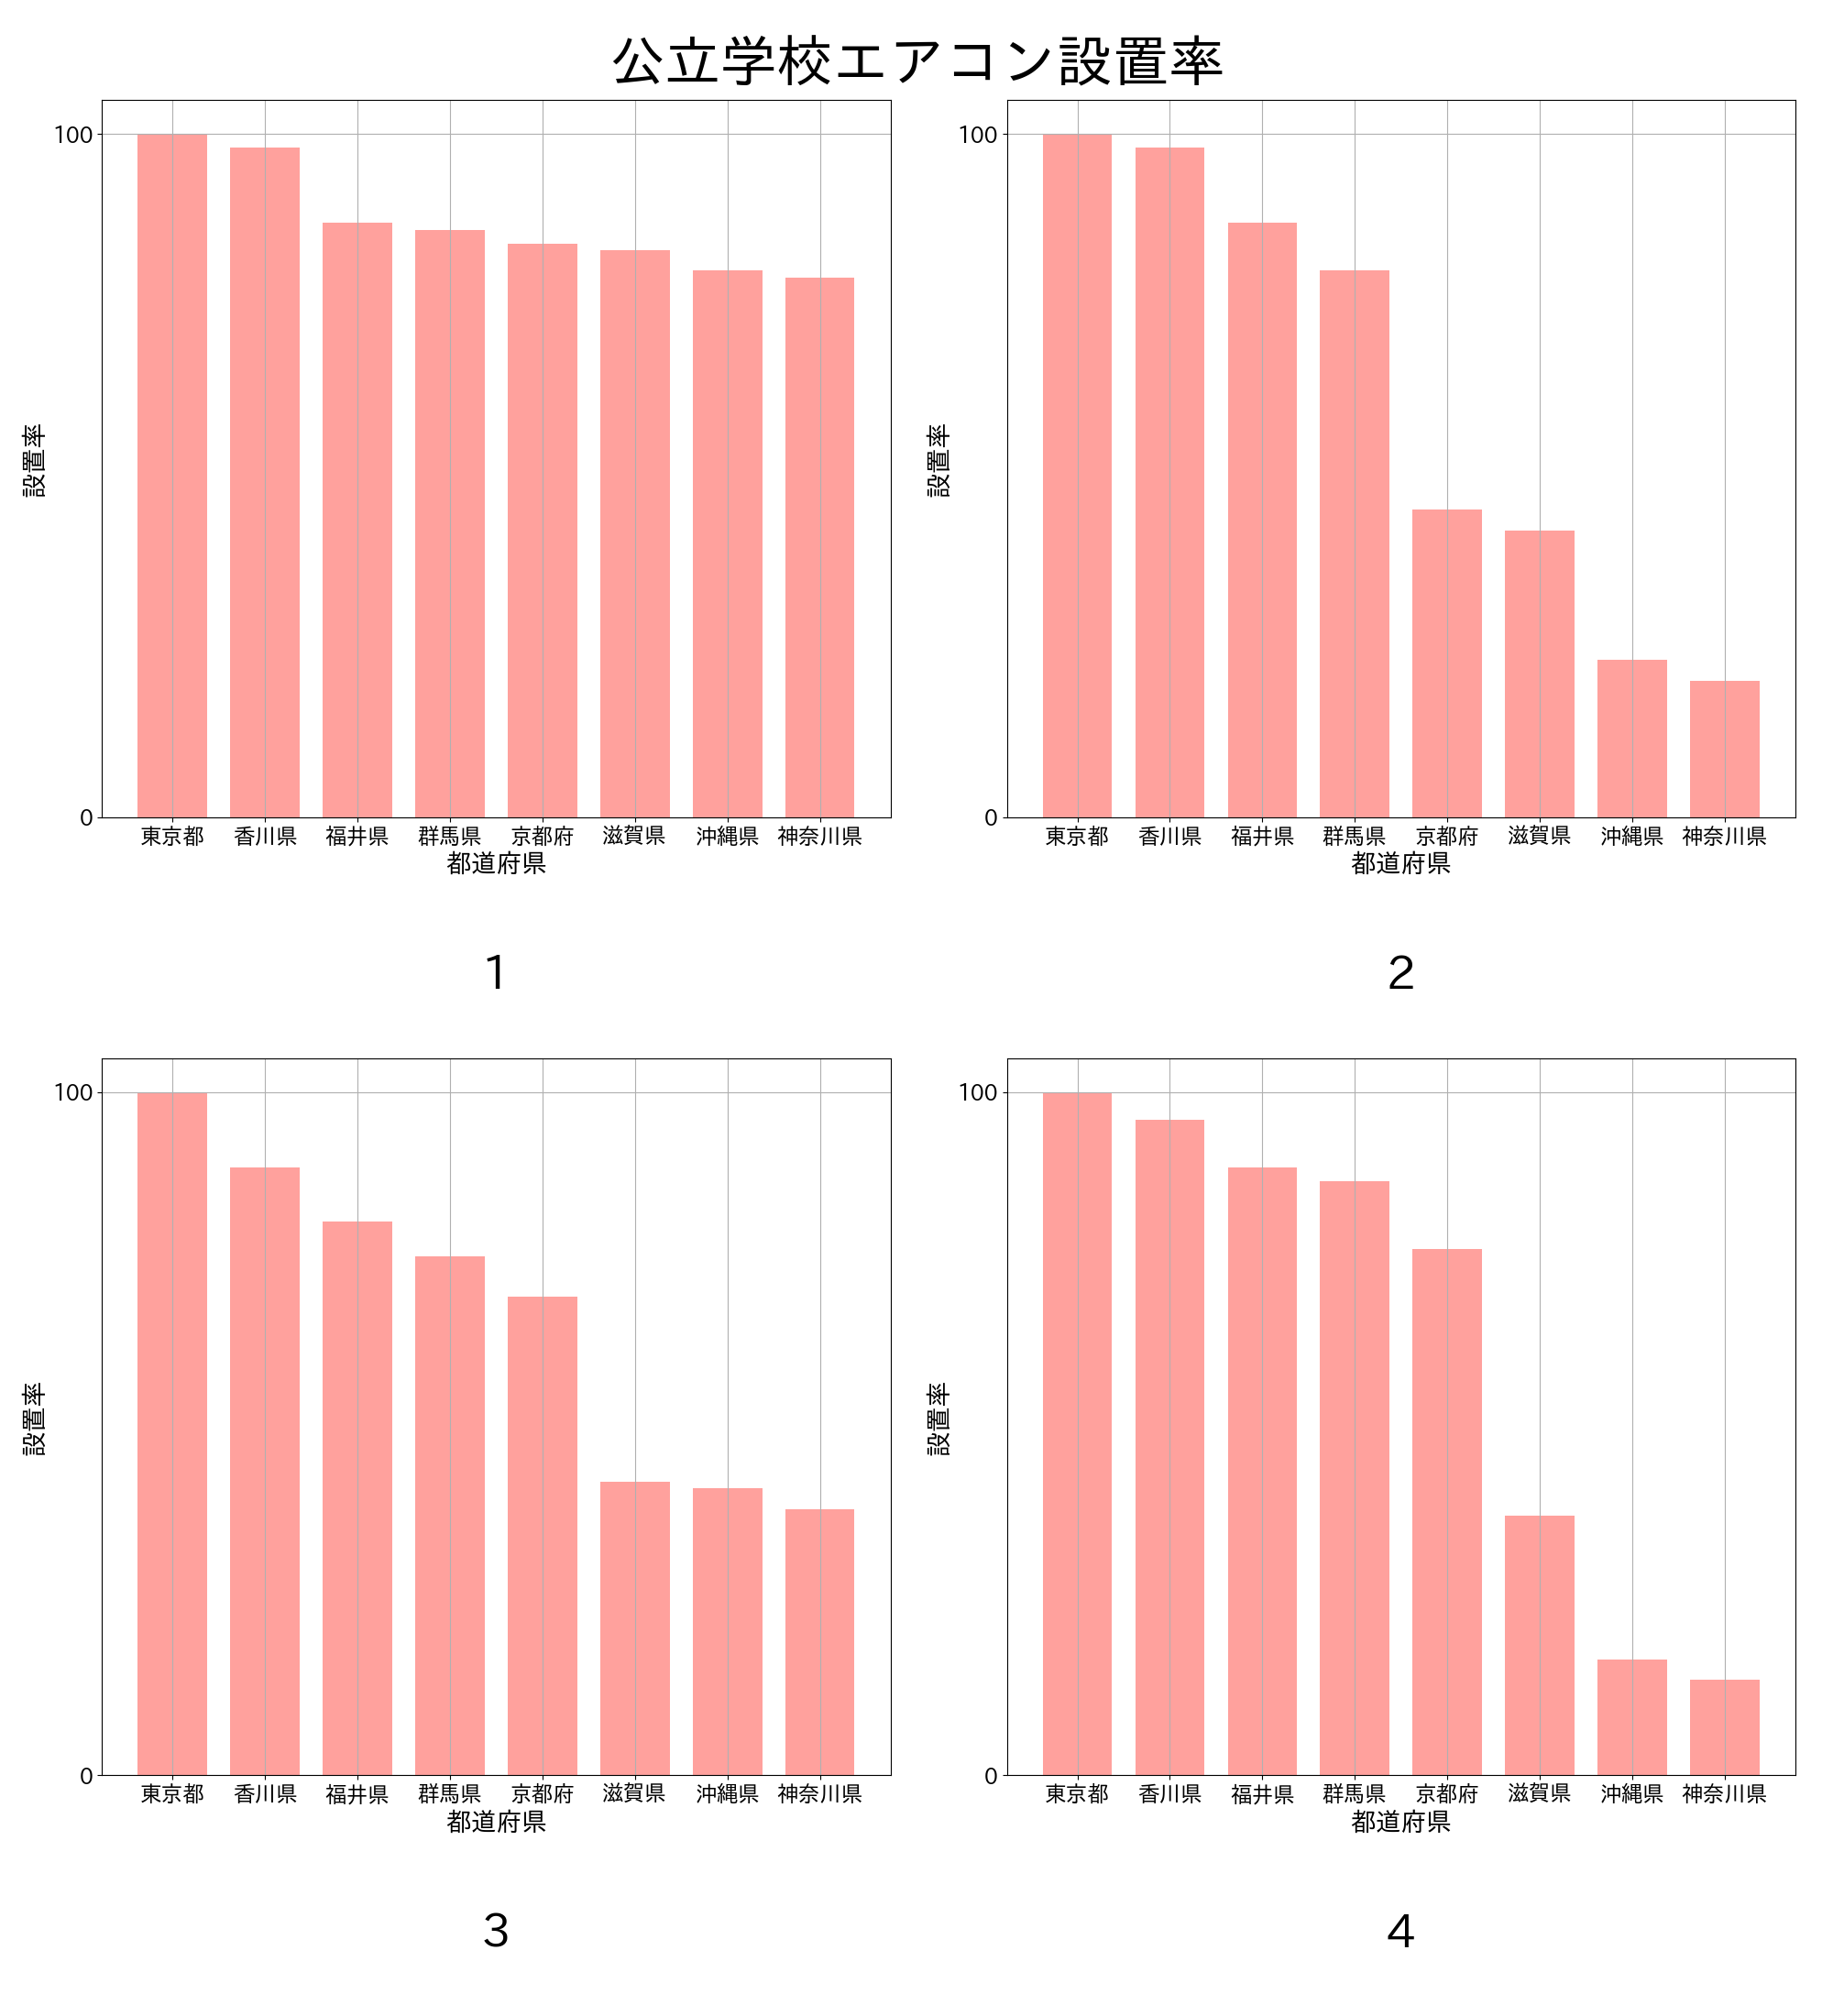 公立学校エアコン設置率
100
0
設置率
東京都 香川県 福井県 群馬県 京都府 滋賀県 沖縄県 神奈川県
都道府県
1
100
0
設置率
東京都 香川県 福井県 群馬県 京都府 滋賀県 沖縄県 神奈川県
都道府県
2
100
0
設置率
東京都 香川県 福井県 群馬県 京都府 滋賀県 沖縄県 神奈川県
都道府県
3
100
0
設置率
東京都 香川県 福井県 群馬県 京都府 滋賀県 沖縄県 神奈川県
都道府県
4